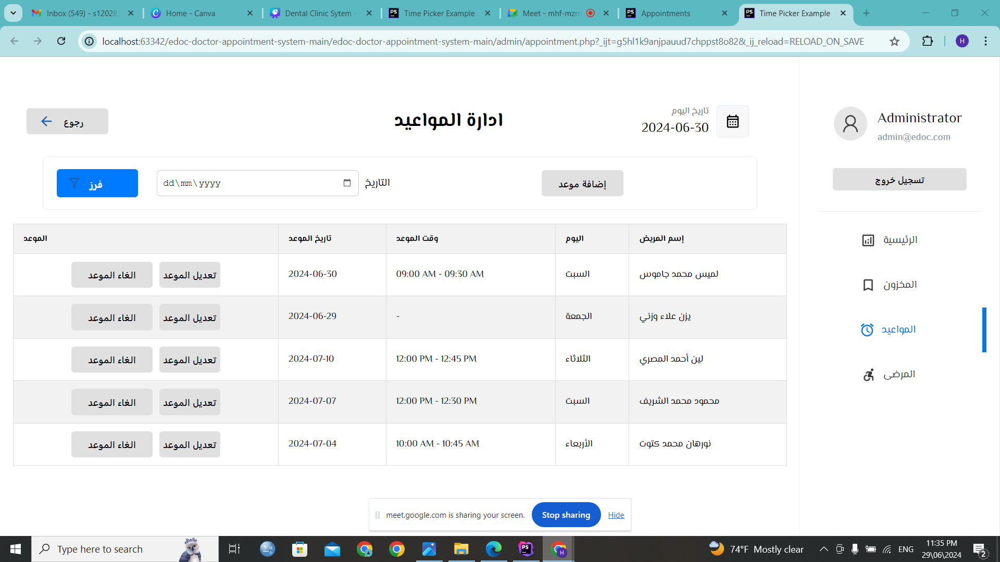 Inbox (549) - s12028
Home - Canva
Dental Clinic Sytem -
Time Picker Example
Meet - mhf-mzrn
Appointments
Time Picker Example
localhost:63342/edoc-doctor-appointment-system-main/edoc-doctor-appointment-system-main/admin/appointment.php?_ijt=g5hl1k9anjpauud7chppst8o82&_ij_reload=RELOAD_ON_SAVE
H
رجوع
ادارة المواعيد
تاريخ اليوم
2024-06-30
Administrator
admin@edoc.com
تسجيل خروج
فرز
dd\mm\yyyy
التاريخ
إضافة موعد
الموعد
تاريخ الموعد
وقت الموعد
اليوم
إسم المريض
الغاء الموعد
تعديل الموعد
2024-06-30
09:00 AM - 09:30 AM
السبت
لميس محمد جاموس
الغاء الموعد
تعديل الموعد
2024-06-29
-
الجمعة
يزن علاء وزني
الغاء الموعد
تعديل الموعد
2024-07-10
12:00 PM - 12:45 PM
الثلاثاء
لين أحمد المصري
الغاء الموعد
تعديل الموعد
2024-07-07
12:00 PM - 12:30 PM
السبت
محمود محمد الشريف
الغاء الموعد
تعديل الموعد
2024-07-04
10:00 AM - 10:45 AM
الأربعاء
نورهان محمد كتوت
الرئيسية
المخزون
المواعيد
المرضى
meet.google.com is sharing your screen.
Stop sharing
Hide
Type here to search
74°F Mostly clear
ENG
11:35 PM
29\06\2024
2